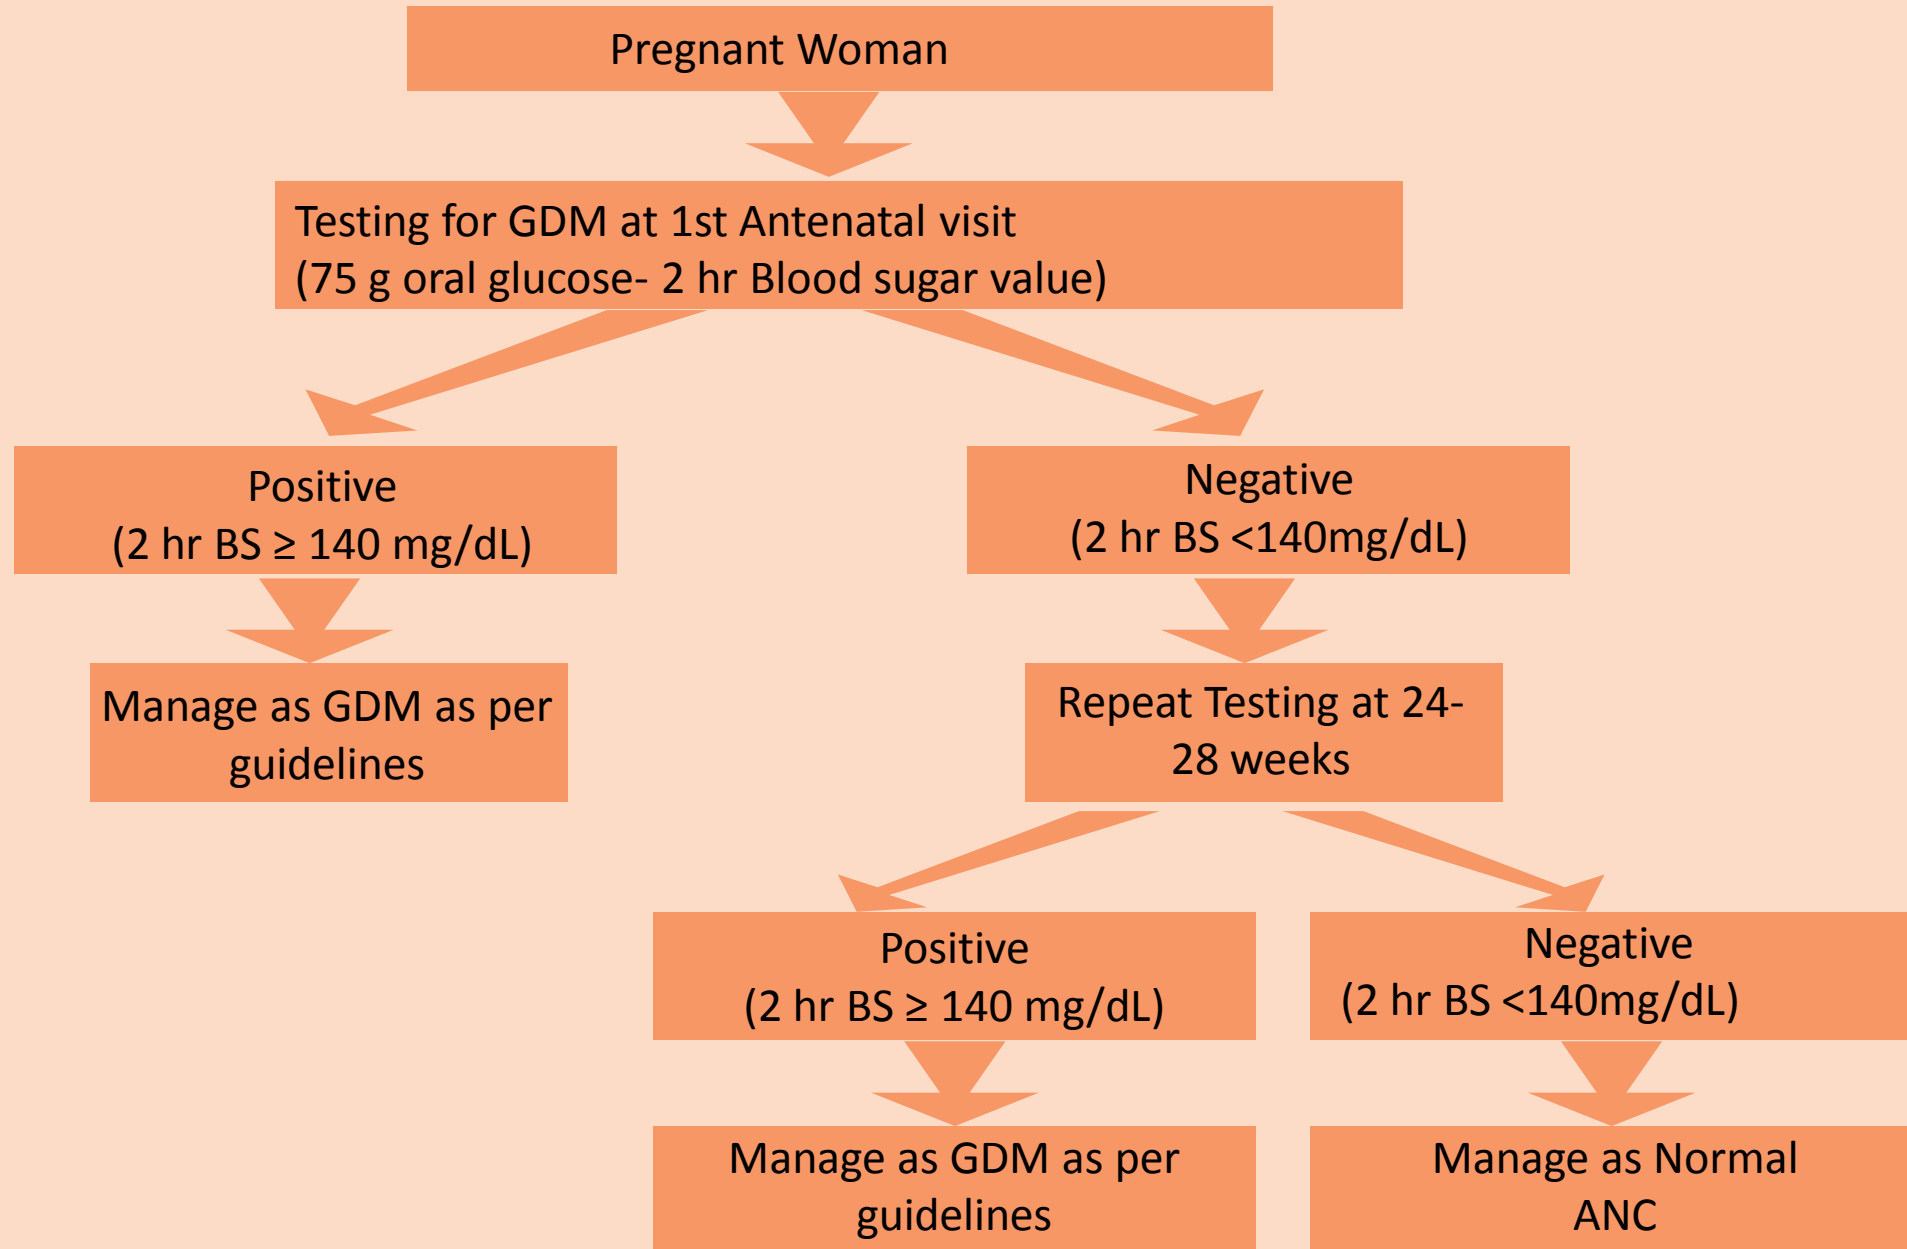 Pregnant Woman
Testing for GDM at 1st Antenatal visit
(75 g oral glucose- 2 hr Blood sugar value)
Positive
(2 hr BS ≥ 140 mg/dL)
Negative
(2 hr BS <140mg/dL)
Manage as GDM as per
guidelines
Repeat Testing at 24-
28 weeks
Positive
(2 hr BS ≥ 140 mg/dL)
Negative
(2 hr BS <140mg/dL)
Manage as GDM as per
guidelines
Manage as Normal
ANC